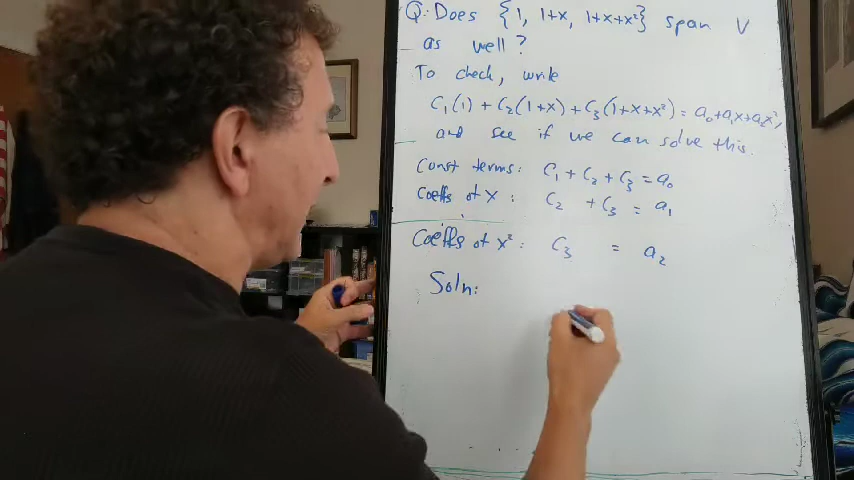 Q: Does {1, 1+x, 1+x+x²} span V
as well?
To check, write
C₁(1) + C₂(1+x) + C₃(1+x+x²) = a₀+a₁x+a₂x²,
and see if we can solve this.
Const terms: C₁ + C₂ + C₃ = a₀
Coeffs of x: C₂ + C₃ = a₁
Coeffs of x²: C₃ = a₂
Soln: